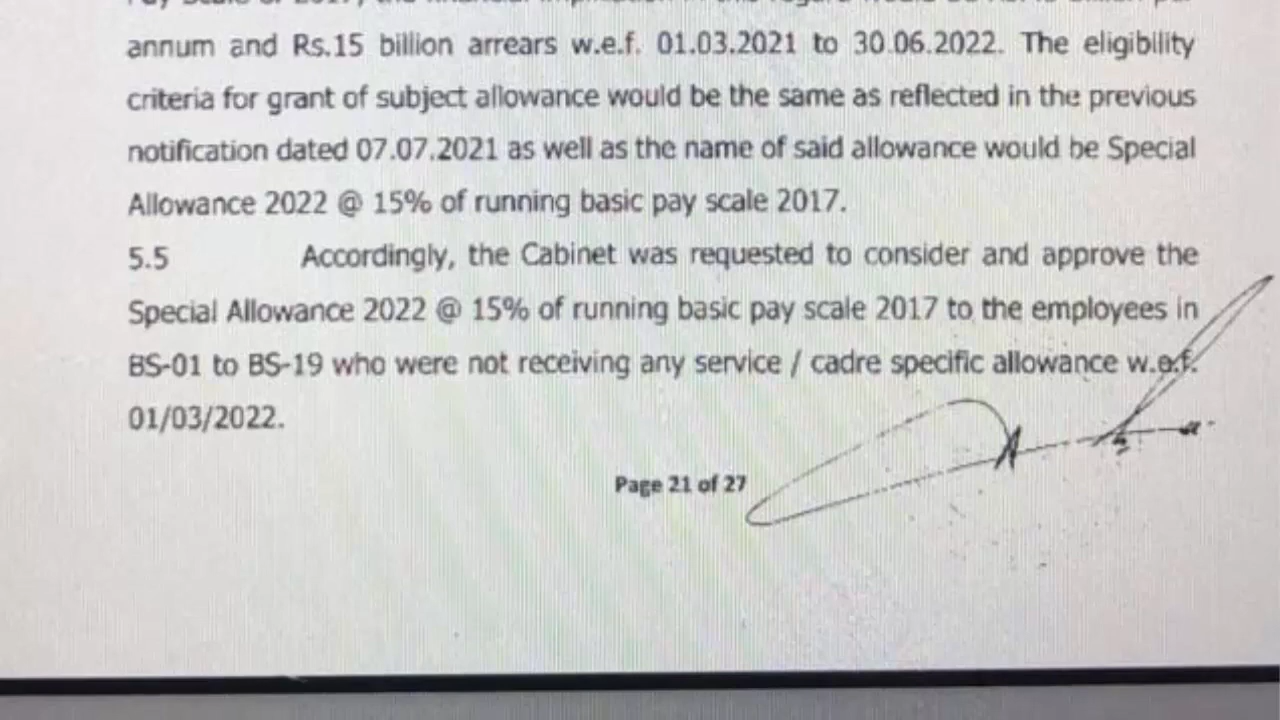 annum and Rs.15 billion arrears w.e.f. 01.03.2021 to 30.06.2022. The eligibility
criteria for grant of subject allowance would be the same as reflected in the previous
notification dated 07.07.2021 as well as the name of said allowance would be Special
Allowance 2022 @ 15% of running basic pay scale 2017.
5.5 Accordingly, the Cabinet was requested to consider and approve the
Special Allowance 2022 @ 15% of running basic pay scale 2017 to the employees in
BS-01 to BS-19 who were not receiving any service / cadre specific allowance w.e.f.
01/03/2022.
Page 21 of 27